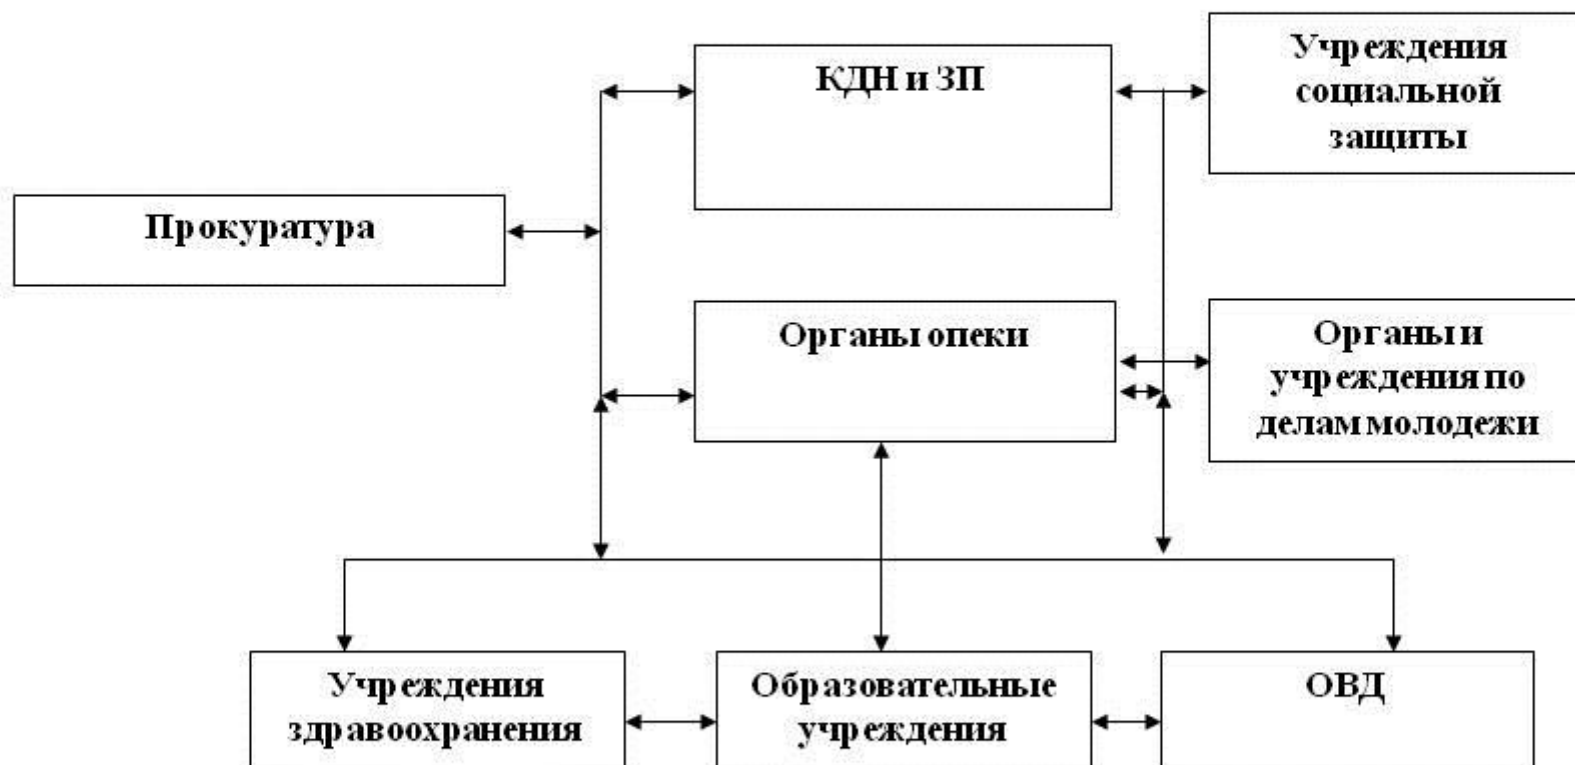 КДН и ЗП
Учреждения
социальной
защиты
Прокуратура
Органы опеки
Органы и
учреждения по
делам молодежи
Учреждения
здравоохранения
Образовательные
учреждения
ОВД